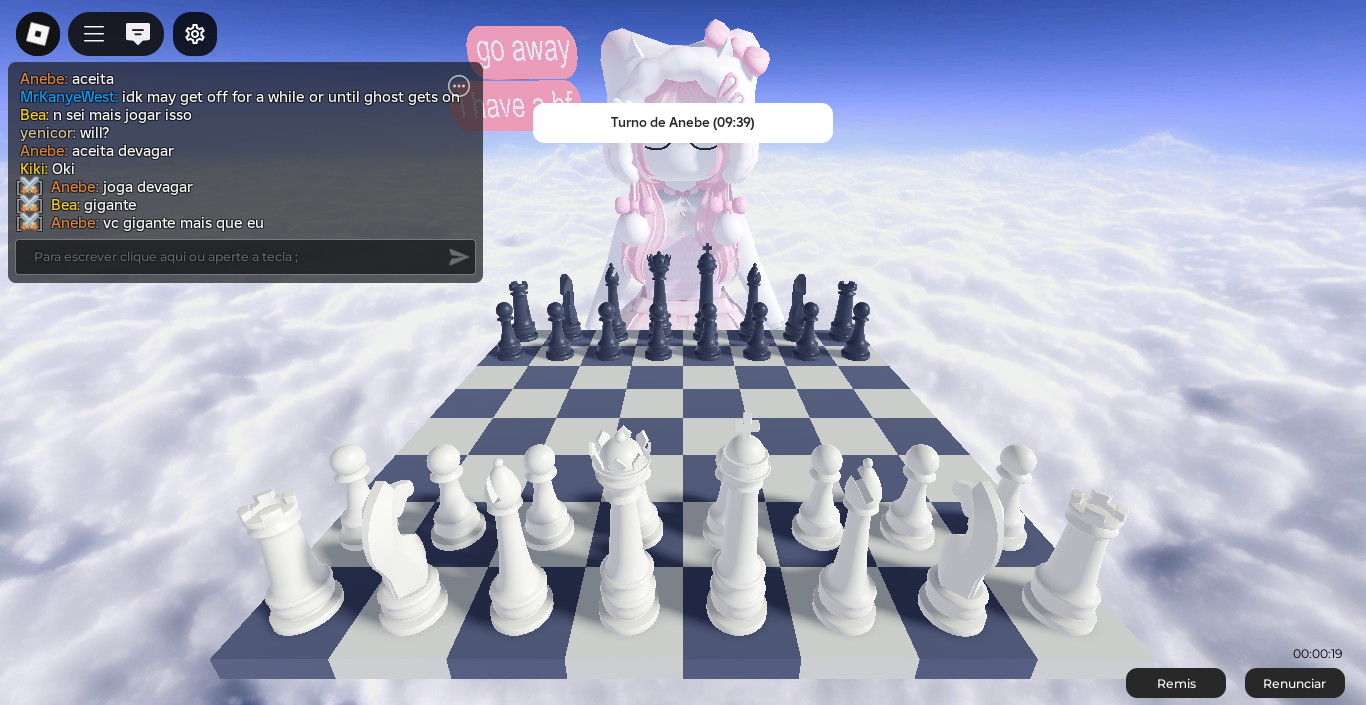 go away
have a bf
Turno de Anebe (09:39)
Anebe: aceita
MrKanyeWest: idk may get off for a while or until ghost gets on
Bea: n sei mais jogar isso
yenicor: will?
Anebe: aceita devagar
Kiki: Oki
[⚔️] Anebe: joga devagar
[⚔️] Bea: gigante
[⚔️] Anebe: vc gigante mais que eu
Para escrever clique aqui ou aperte a tecla ;
00:00:19
Remis
Renunciar